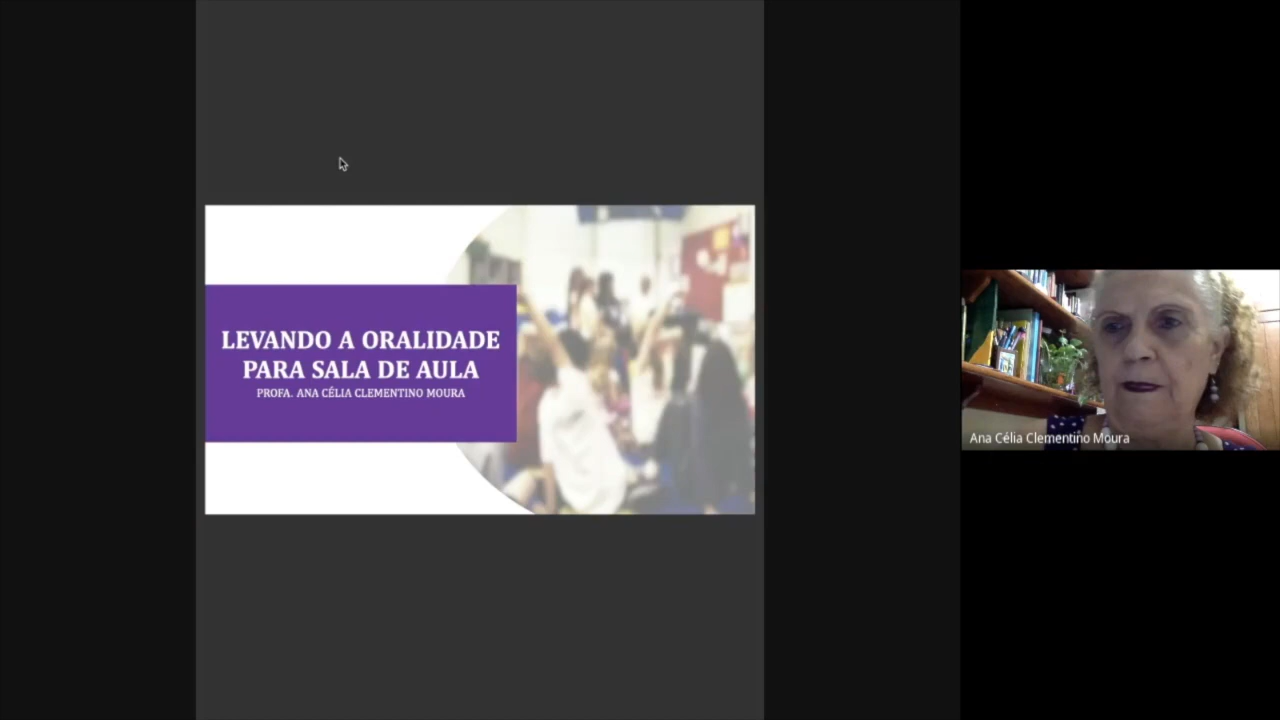 LEVANDO A ORALIDADE
PARA SALA DE AULA
PROFA. ANA CÉLIA CLEMENTINO MOURA
Ana Célia Clementino Moura